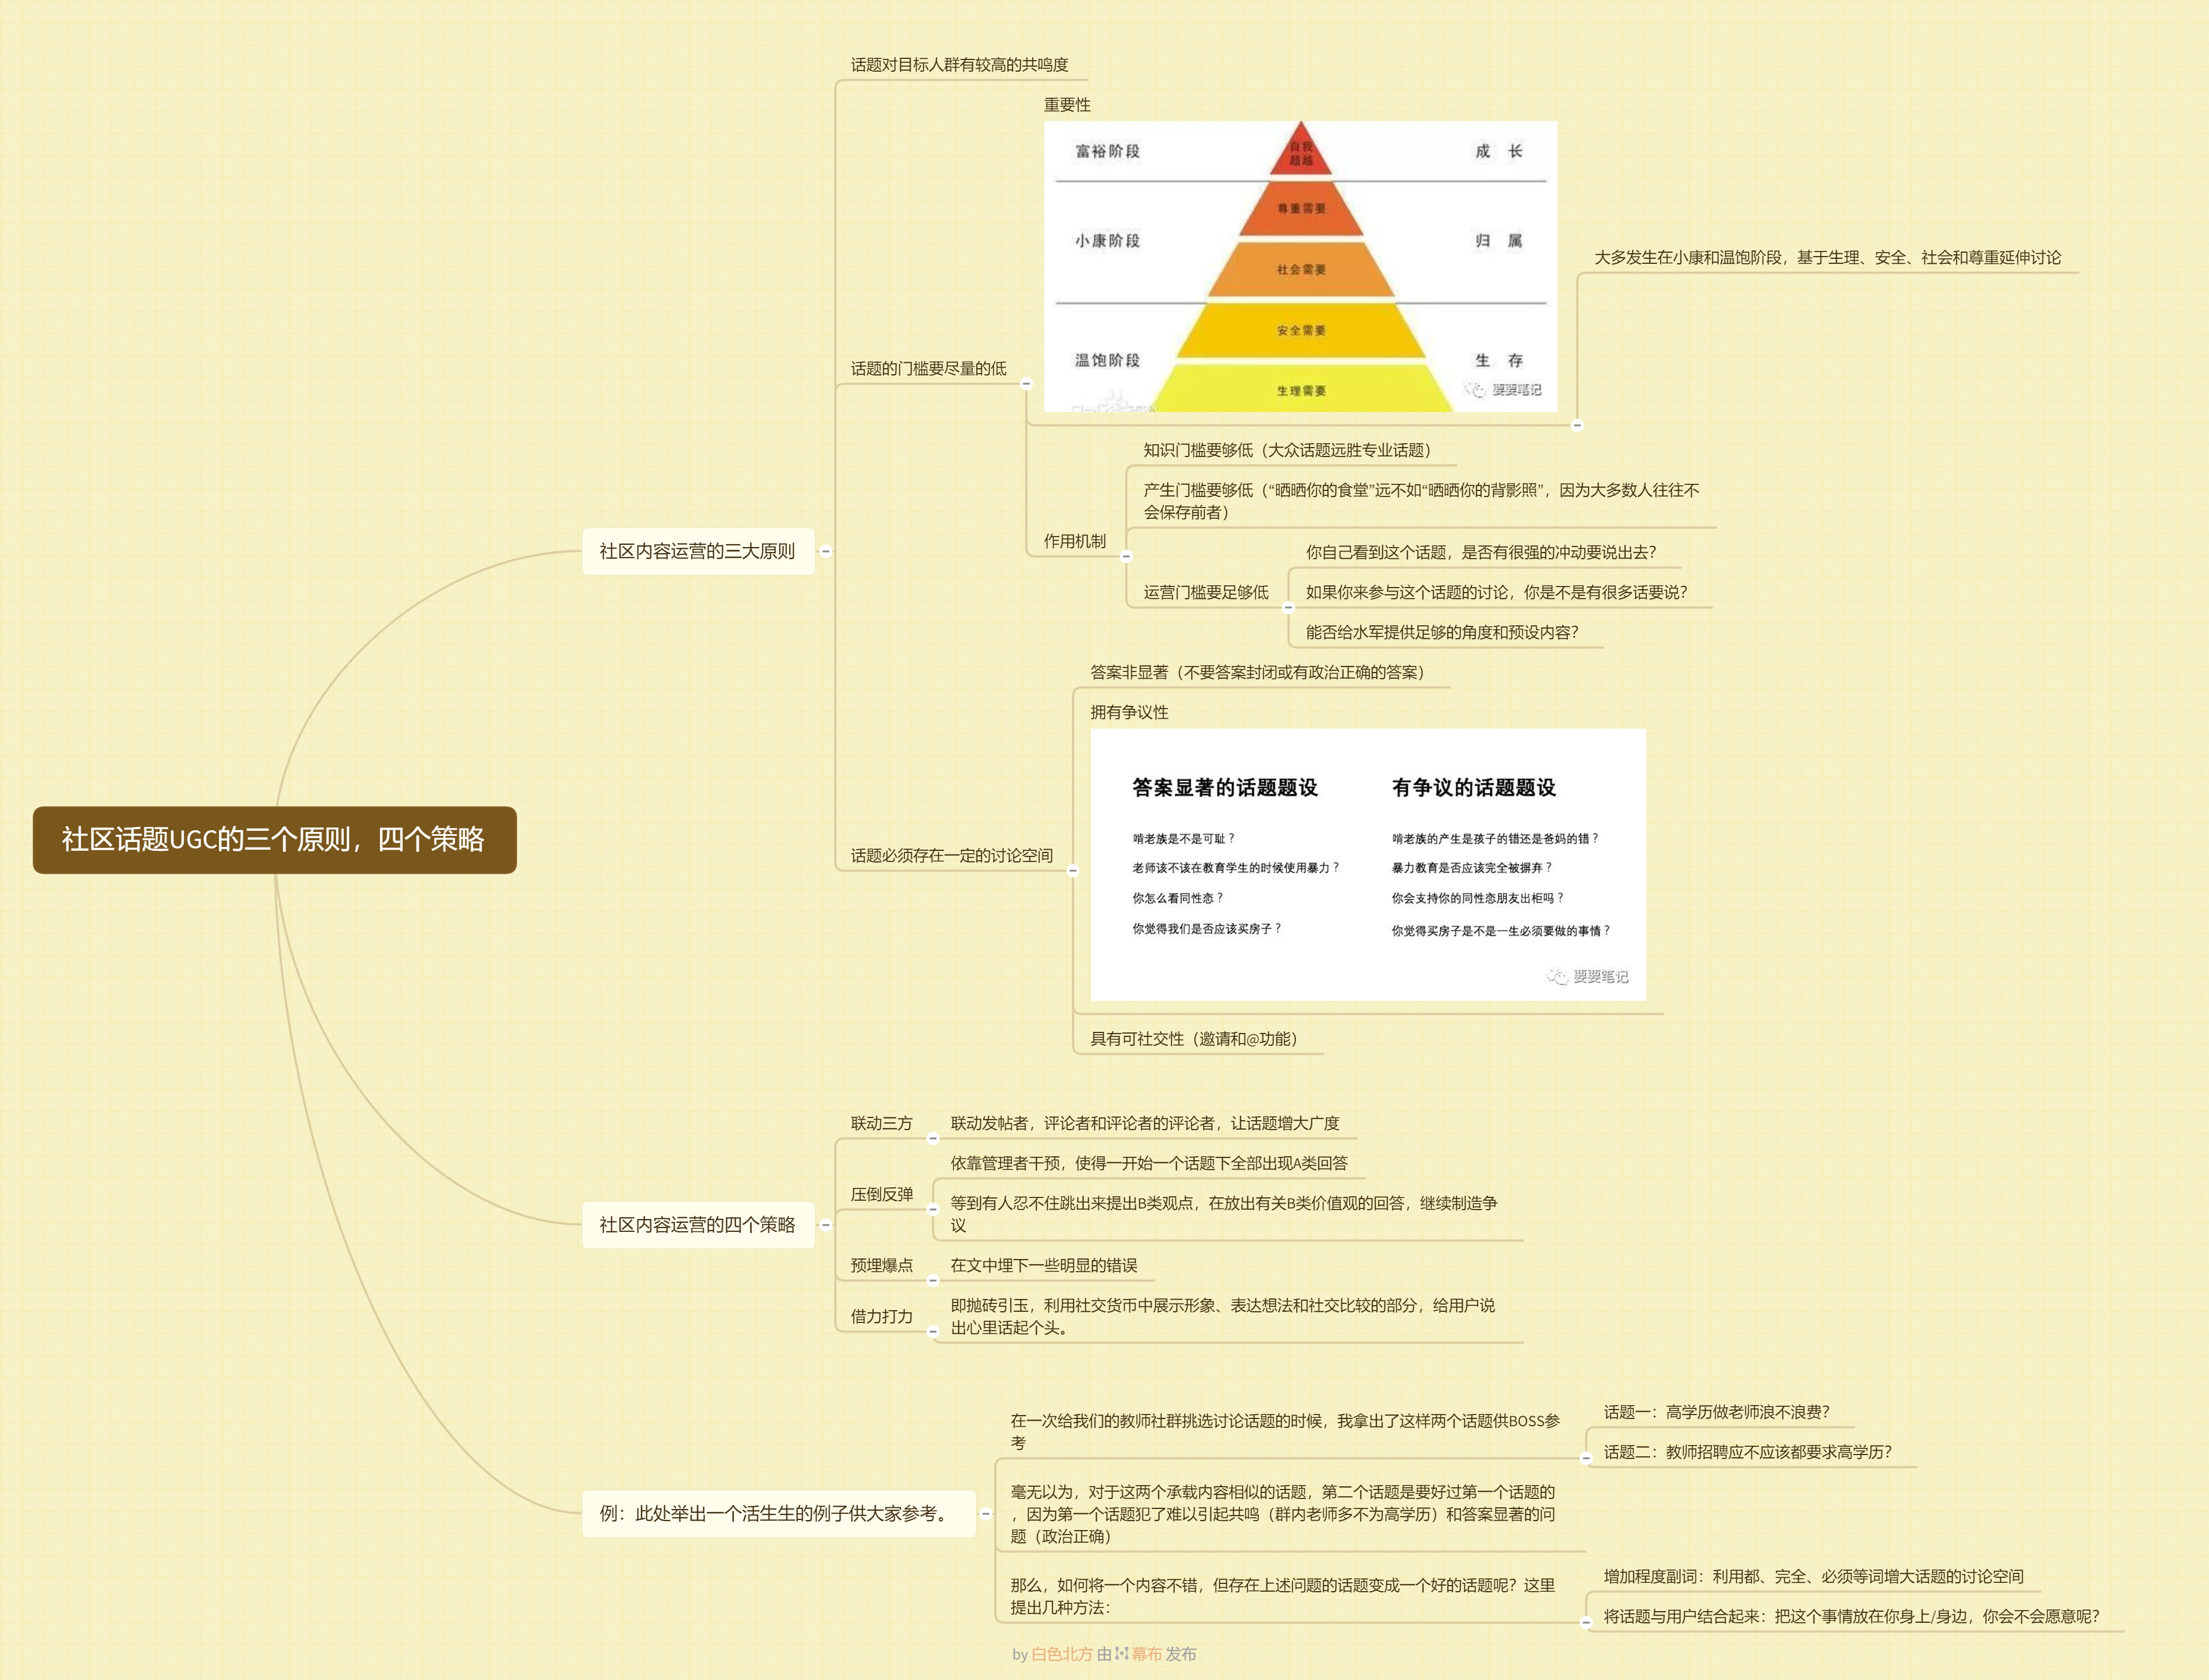 社区话题UGC的三个原则，四个策略
社区内容运营的三大原则
话题对目标人群有较高的共鸣度
话题的门槛要尽量的低
重要性
富裕阶段
自我
超越
成 长
尊重需要
小康阶段
归 属
社会需要
安全需要
温饱阶段
生 存
生理需要
要要笔记
大多发生在小康和温饱阶段，基于生理、安全、社会和尊重延伸讨论
作用机制
知识门槛要够低（大众话题远胜专业话题）
产生门槛要够低（“晒晒你的食堂”远不如“晒晒你的背影照”，因为大多数人往往不
会保存前者）
运营门槛要足够低
你自己看到这个话题，是否有很强的冲动要说出去？
如果你来参与这个话题的讨论，你是不是有很多话要说？
能否给水军提供足够的角度和预设内容？
话题必须存在一定的讨论空间
答案非显著（不要答案封闭或有政治正确的答案）
拥有争议性
答案显著的话题题设
啃老族是不是可耻？
老师该不该在教育学生的时候使用暴力？
你怎么看同性恋？
你觉得我们是否应该买房子？
有争议的话题题设
啃老族的产生是孩子的错还是爸妈的错？
暴力教育是否应该完全被摒弃？
你会支持你的同性恋朋友出柜吗？
你觉得买房子是不是一生必须要做的事情？
要要笔记
具有可社交性（邀请和@功能）
社区内容运营的四个策略
联动三方
联动发帖者，评论者和评论者的评论者，让话题增大广度
压倒反弹
依靠管理者干预，使得一开始一个话题下全部出现A类回答
等到有人忍不住跳出来提出B类观点，在放出有关B类价值观的回答，继续制造争
议
预埋爆点
在文中埋下一些明显的错误
借力打力
即抛砖引玉，利用社交货币中展示形象、表达想法和社交比较的部分，给用户说
出心里话起个头。
例：此处举出一个活生生的例子供大家参考。
在一次给我们的教师社群挑选讨论话题的时候，我拿出了这样两个话题供BOSS参
考
话题一：高学历做老师浪不浪费？
话题二：教师招聘应不应该都要求高学历？
毫无以为，对于这两个承载内容相似的话题，第二个话题是要好过第一个话题的
，因为第一个话题犯了难以引起共鸣（群内老师多不为高学历）和答案显著的问
题（政治正确）
那么，如何将一个内容不错，但存在上述问题的话题变成一个好的话题呢？这里
提出几种方法：
增加程度副词：利用都、完全、必须等词增大话题的讨论空间
将话题与用户结合起来：把这个事情放在你身上/身边，你会不会愿意呢？
by 白色北方 由 幕布 发布